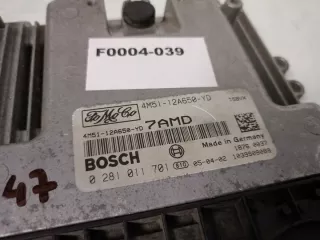 F0004-039
FoMoCo
4M51-12A650-YD
4M51-12A650-YD 7AMD
Made in Germany
BOSCH
0 281 011 701 S10 05-04-02
47